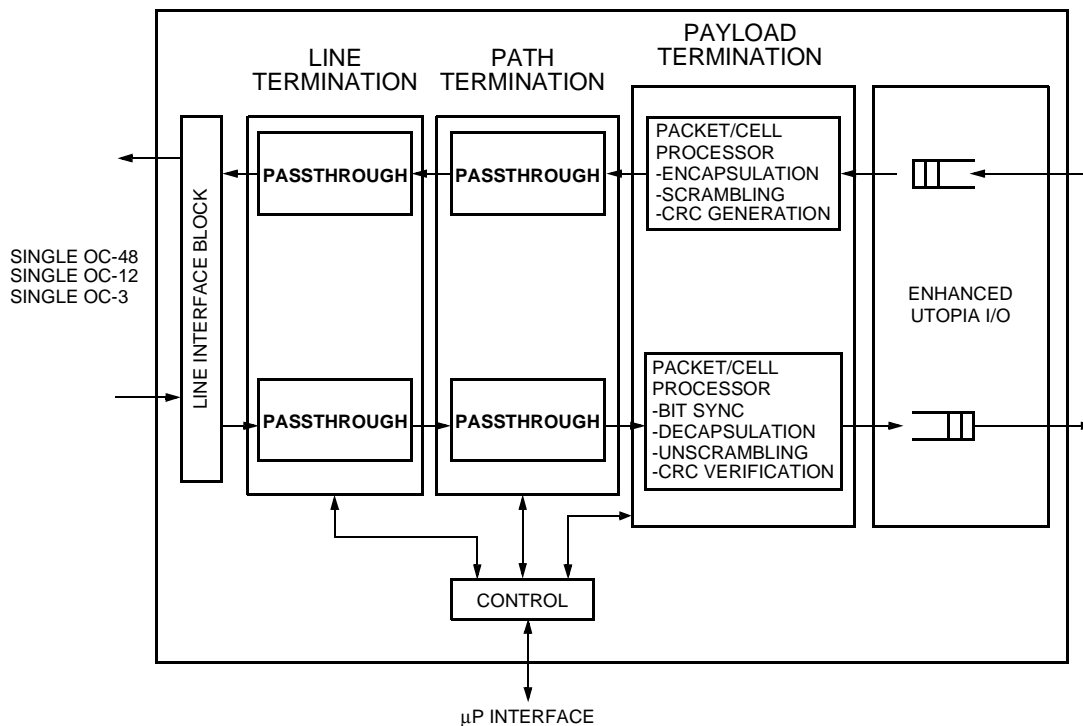 LINE
TERMINATION
PATH
TERMINATION
PAYLOAD
TERMINATION
PASSTHROUGH
PASSTHROUGH
PACKET/CELL
PROCESSOR
-ENCAPSULATION
-SCRAMBLING
-CRC GENERATION
SINGLE OC-48
SINGLE OC-12
SINGLE OC-3
LINE INTERFACE BLOCK
ENHANCED
UTOPIA I/O
PASSTHROUGH
PASSTHROUGH
PACKET/CELL
PROCESSOR
-BIT SYNC
-DECAPSULATION
-UNSCRAMBLING
-CRC VERIFICATION
CONTROL
μP INTERFACE